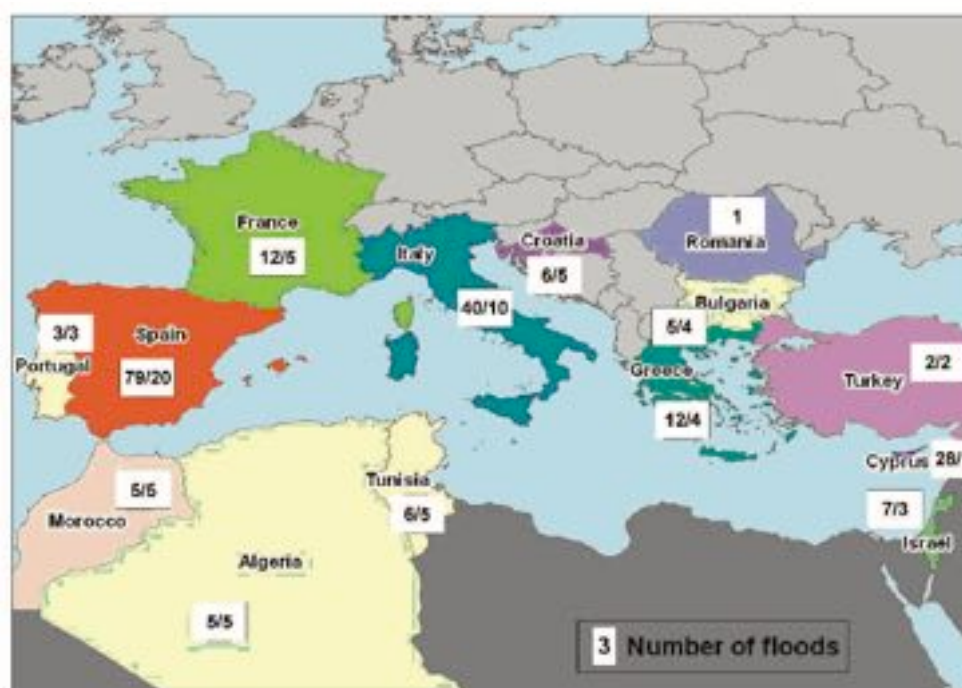 1
France
Croatia
Romania
Italy
12/5
6/5
Bulgaria
40/10
3/3
Spain
5/4
2/2
Portugal
Greece
Turkey
79/20
12/4
Cyprus
28/
5/5
Tunisia
7/3
Morocco
6/5
Israel
Algeria
5/5
3 Number of floods